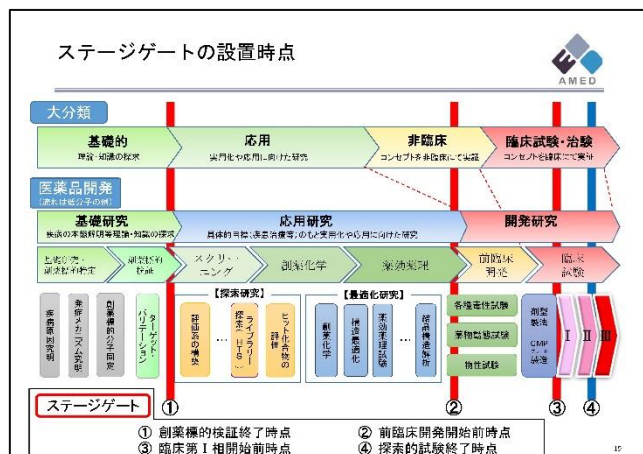 ステージゲートの設置時点
AMED
大分類
基礎的
理論・知識の探求
応用
実用化や応用に向けた研究
非臨床
コンセプトを非臨床にて実証
臨床試験・治験
コンセプトを臨床にて実証
医薬品開発
(流れは低分子の例)
基礎研究
疾病の本態解明等理論・知識の探求
応用研究
具体的目標(疾患治療等)のもと実用化や応用に向けた研究
開発研究
基礎研究・
創薬標的特定
創薬標的
検証
スクリー
ニング
創薬化学
薬効薬理
前臨床
開発
臨床
試験
疾病原因究明
発症メカニズム究明
創薬標的分子同定
ターゲット・
バリデーション
【探索研究】
評価系の構築
ライブラリー
探索(HTS)
…
ヒット化合物の
評価
【最適化研究】
創薬化学
構造最適化
薬効薬理試験
…
結晶構造解析
各種毒性試験
薬物動態試験
物性試験
剤型
製法
GMP
製造
Ⅰ
Ⅱ
Ⅲ
ステージゲート
①
②
③
④
① 創薬標的検証終了時点
② 前臨床開発開始前時点
③ 臨床第Ⅰ相開始前時点
④ 探索的試験終了時点
15